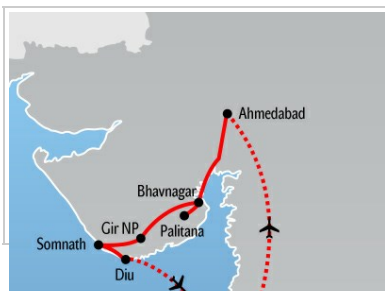 Ahmedabad
Bhavnagar
Gir NP
Palitana
Somnath
Diu